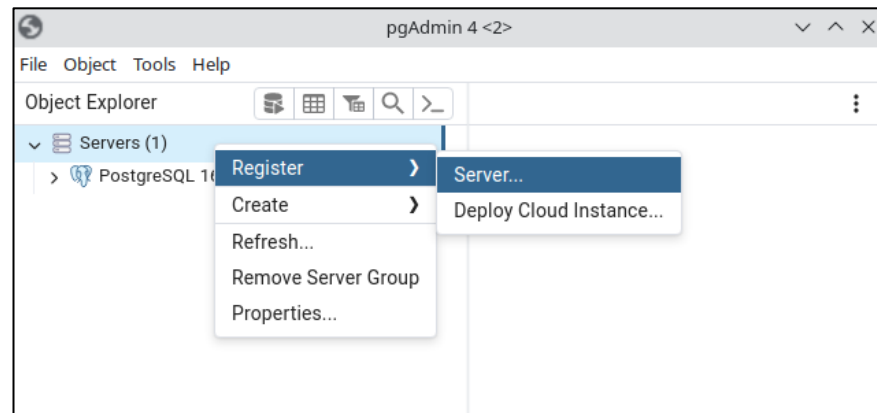 pgAdmin 4 <2>
File Object Tools Help
Object Explorer
Servers (1)
PostgreSQL 16
Register
Server...
Create
Deploy Cloud Instance...
Refresh...
Remove Server Group
Properties...